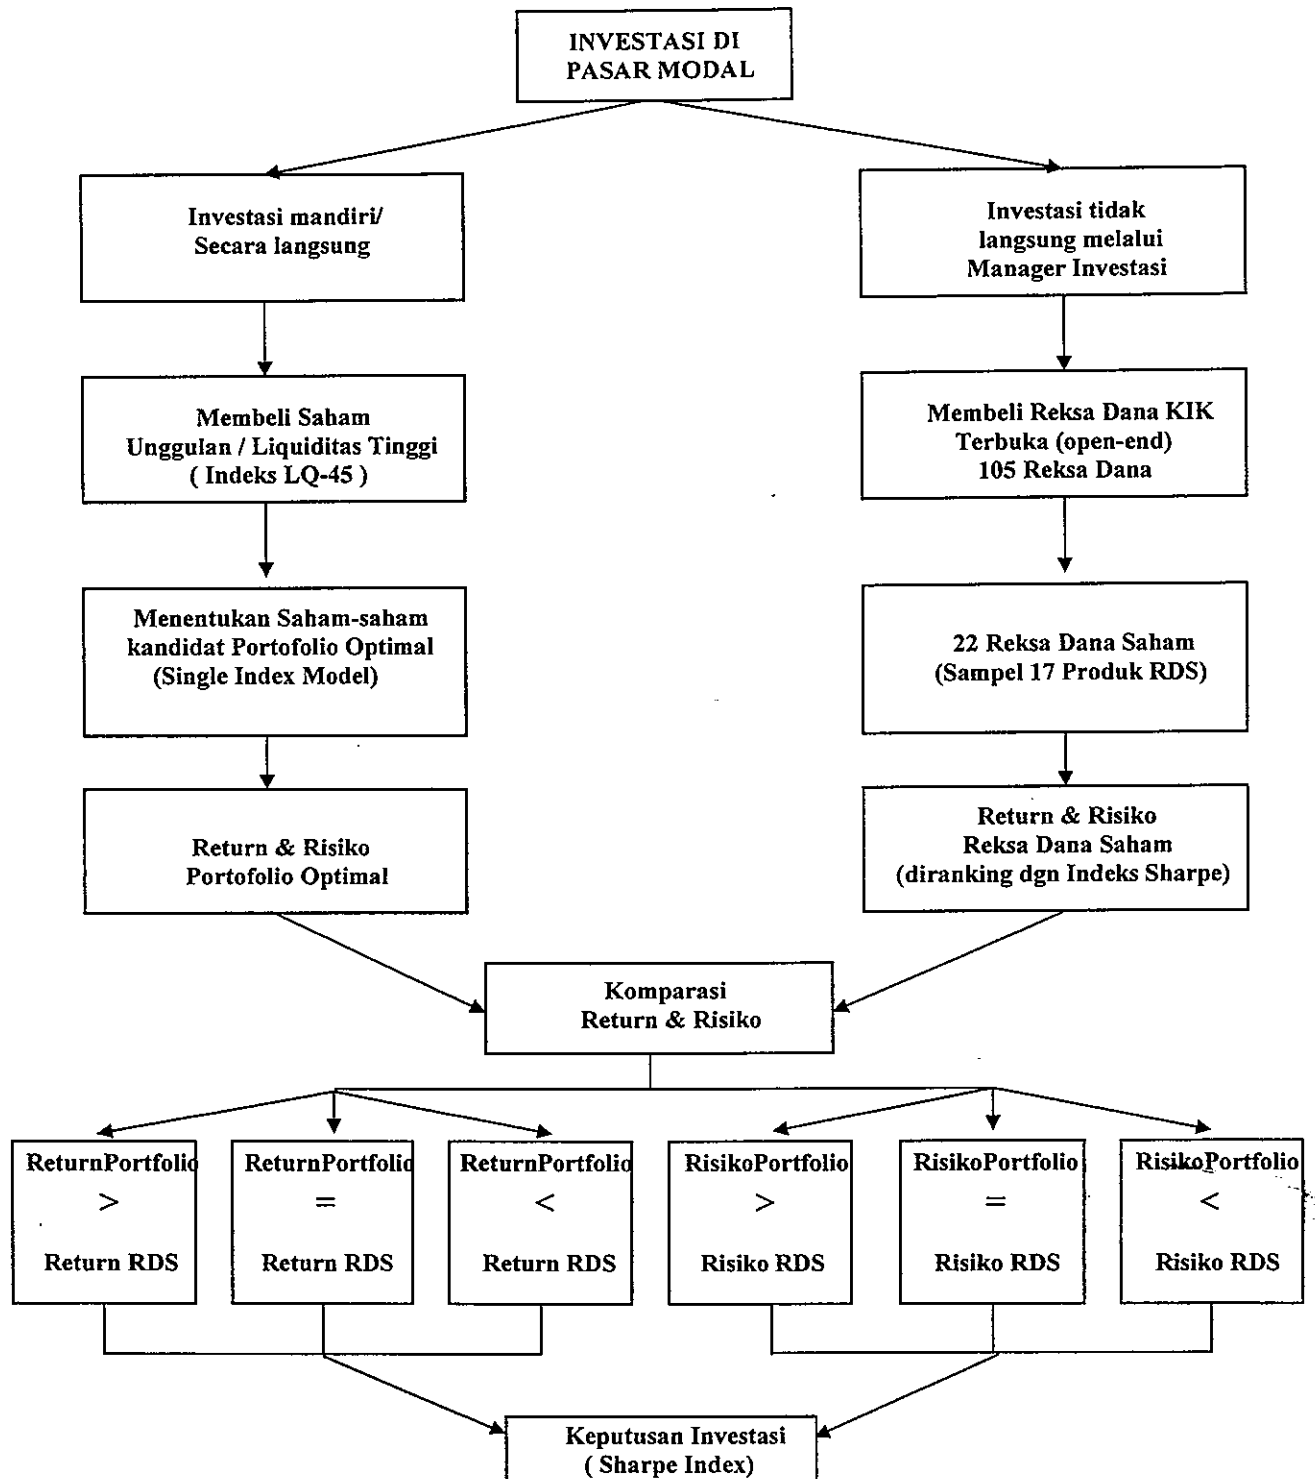 INVESTASI DI
PASAR MODAL
Investasi mandiri/
Secara langsung
Investasi tidak
langsung melalui
Manager Investasi
Membeli Saham
Unggulan / Liquiditas Tinggi
( Indeks LQ-45 )
Membeli Reksa Dana KIK
Terbuka (open-end)
105 Reksa Dana
Menentukan Saham-saham
kandidat Portofolio Optimal
(Single Index Model)
22 Reksa Dana Saham
(Sampel 17 Produk RDS)
Return & Risiko
Portofolio Optimal
Return & Risiko
Reksa Dana Saham
(diranking dgn Indeks Sharpe)
Komparasi
Return & Risiko
ReturnPortfolio
>
Return RDS
ReturnPortfolio
=
Return RDS
ReturnPortfolio
<
Return RDS
RisikoPortfolio
>
Risiko RDS
RisikoPortfolio
=
Risiko RDS
RisikoPortfolio
<
Risiko RDS
Keputusan Investasi
( Sharpe Index)